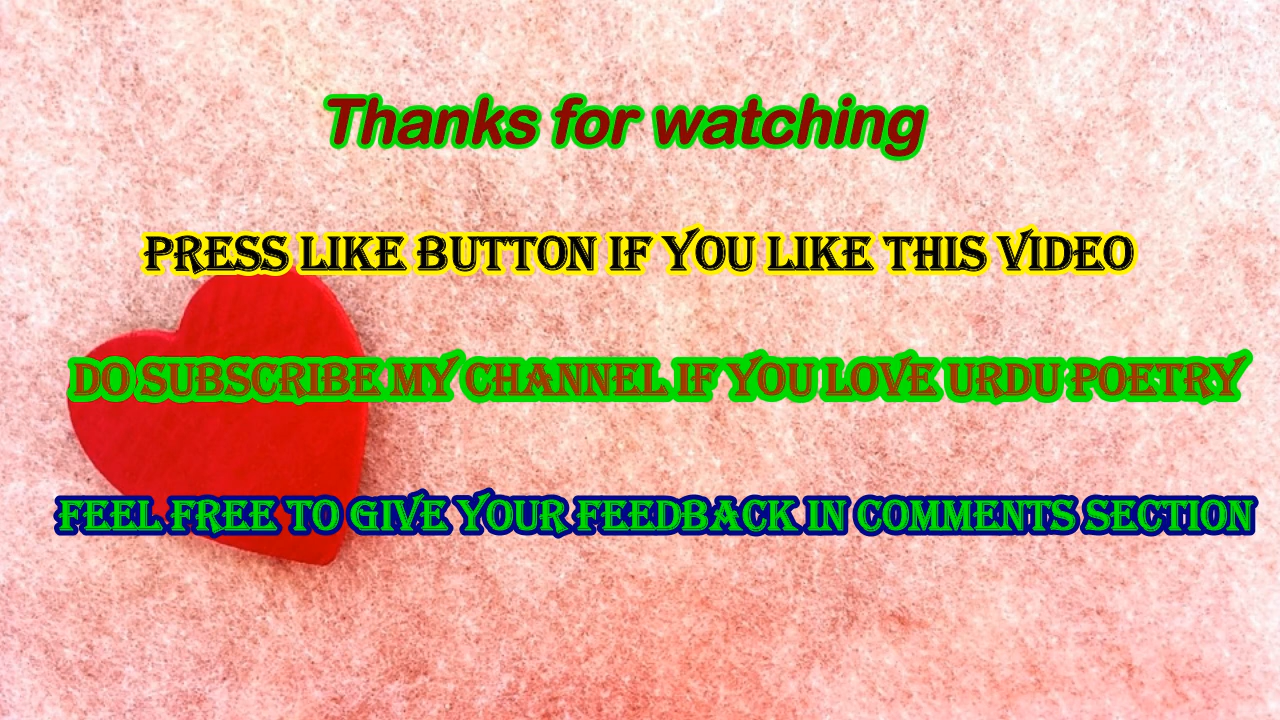 Thanks for watching
PRESS LIKE BUTTON IF YOU LIKE THIS VIDEO
DO SUBSCRIBE MY CHANNEL IF YOU LOVE URDU POETRY
FEEL FREE TO GIVE YOUR FEEDBACK IN COMMENTS SECTION